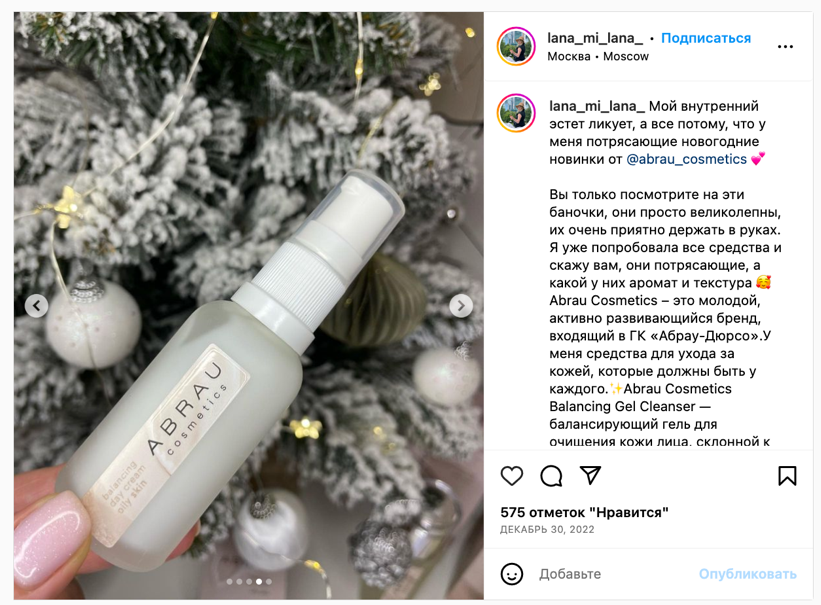 ABRAU
cosmetics
balancing
day cream
oily skin
lana_mi_lana_ • Подписаться
Москва • Moscow
lana_mi_lana_ Мой внутренний
эстет ликует, а все потому, что у
меня потрясающие новогодние
новинки от @abrau_cosmetics 💕
Вы только посмотрите на эти
баночки, они просто великолепны,
их очень приятно держать в руках.
Я уже попробовала все средства и
скажу вам, они потрясающие, а
какой у них аромат и текстура 🥰
Abrau Cosmetics – это молодой,
активно развивающийся бренд,
входящий в ГК «Абрау-Дюрсо».У
меня средства для ухода за
кожей, которые должны быть у
каждого.✨Abrau Cosmetics
Balancing Gel Cleanser —
балансирующий гель для
очищения кожи лица, склонной к
575 отметок "Нравится"
ДЕКАБРЬ 30, 2022
Добавьте
Опубликовать